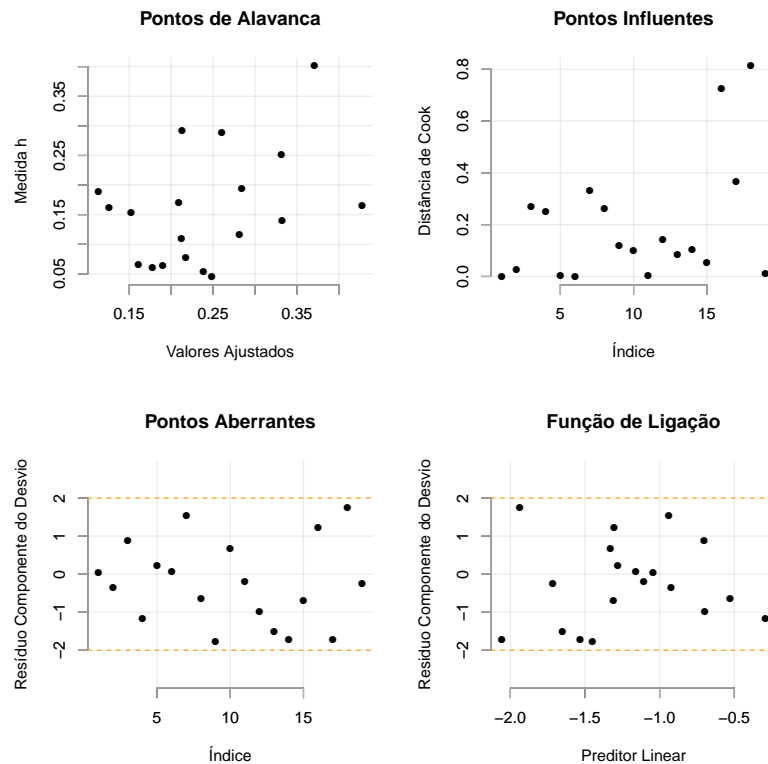 Pontos de Alavanca
Medida h
0.05
0.15
0.25
0.35
0.15
0.25
0.35
Valores Ajustados
Pontos Influentes
Distância de Cook
0.0
0.2
0.4
0.6
0.8
5
10
15
Índice
Pontos Aberrantes
Resíduo Componente do Desvio
−2
−1
0
1
2
5
10
15
Índice
Função de Ligação
Residuo Componente do Desvio
−2
−1
0
1
2
−2.0
−1.5
−1.0
−0.5
Preditor Linear